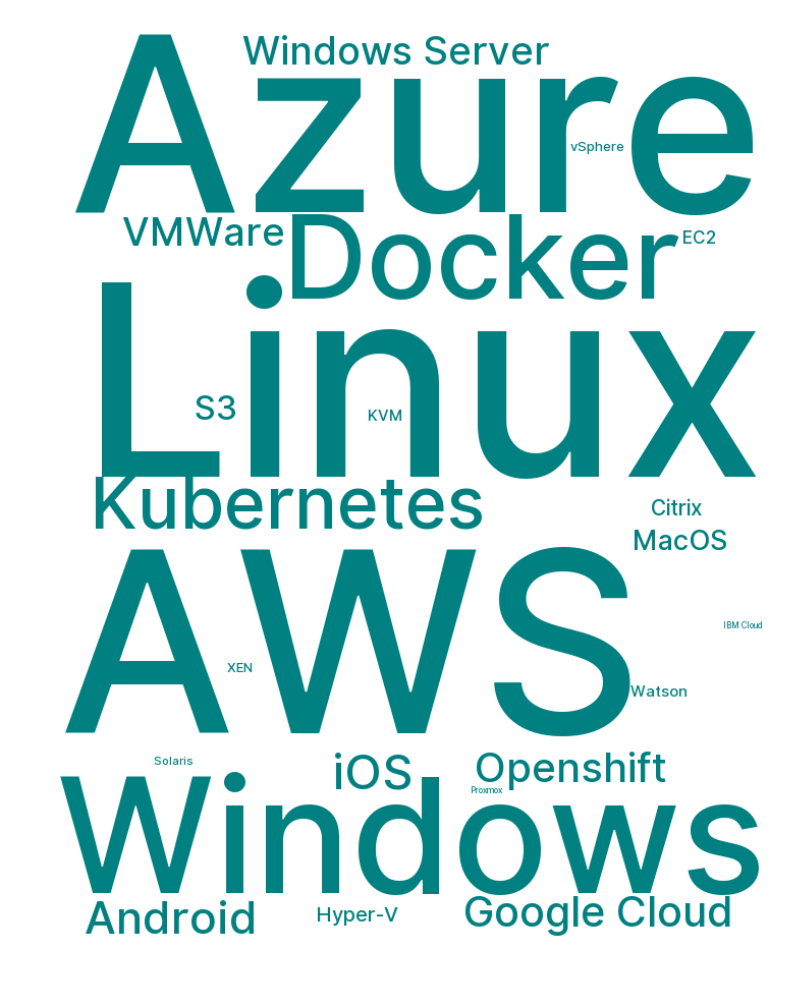 Windows Server
Azure
vSphere
VMWare
Docker
EC2
Linux
S3
KVM
Kubernetes
Citrix
MacOS
AWS
IBM Cloud
XEN
Watson
Solaris
iOS
Openshift
Proxmox
Windows
Android
Hyper-V
Google Cloud